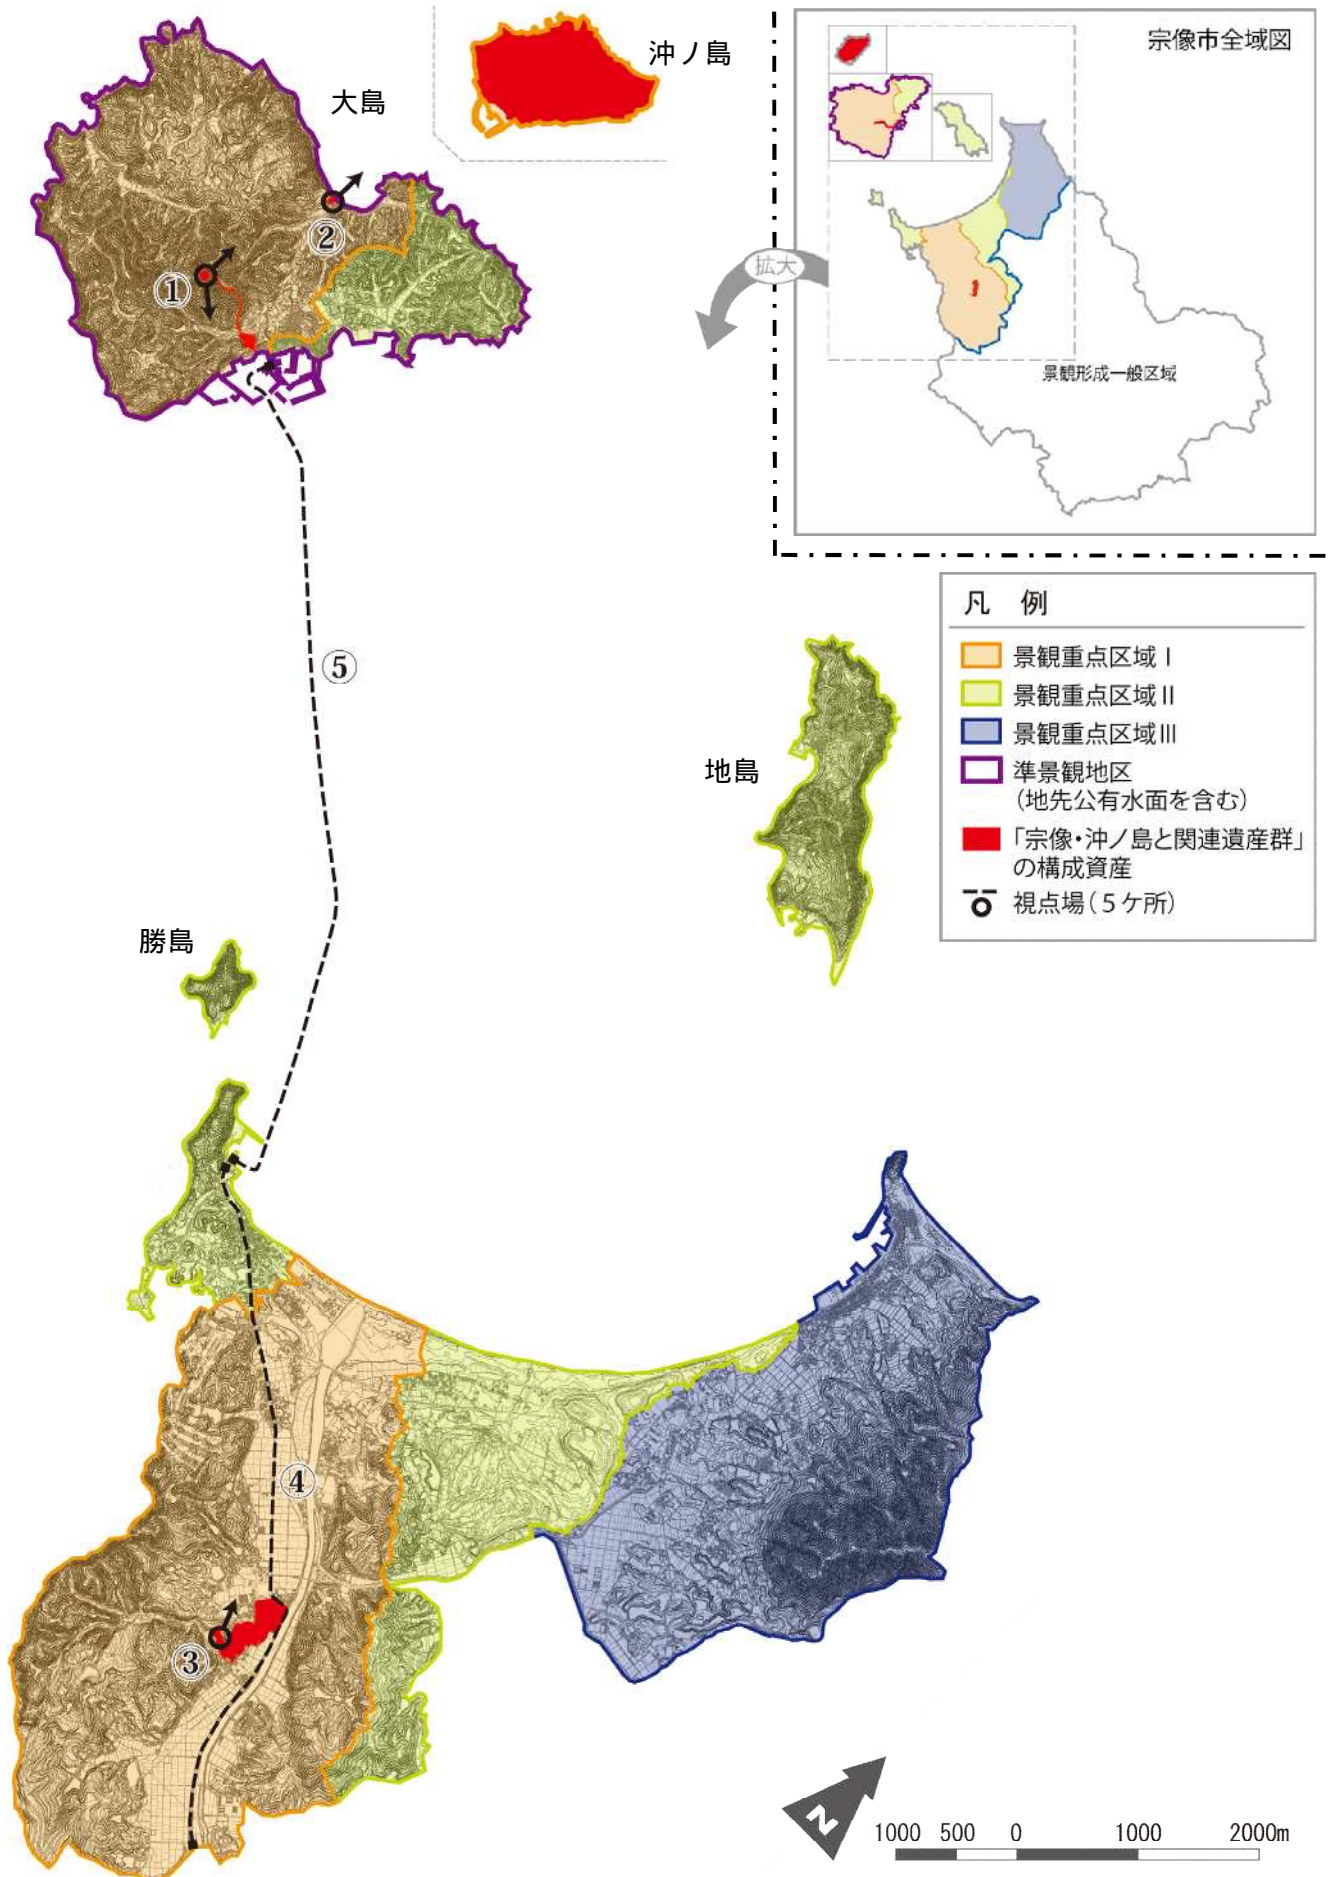 沖ノ島
大島
宗像市全域図
拡大
景観形成一般区域
②
①
⑤
凡 例
景観重点区域Ⅰ
景観重点区域Ⅱ
景観重点区域Ⅲ
準景観地区
(地先公有水面を含む)
「宗像・沖ノ島と関連遺産群」
の構成資産
視点場(5ケ所)
地島
勝島
④
③
N
1000 500 0 1000 2000m